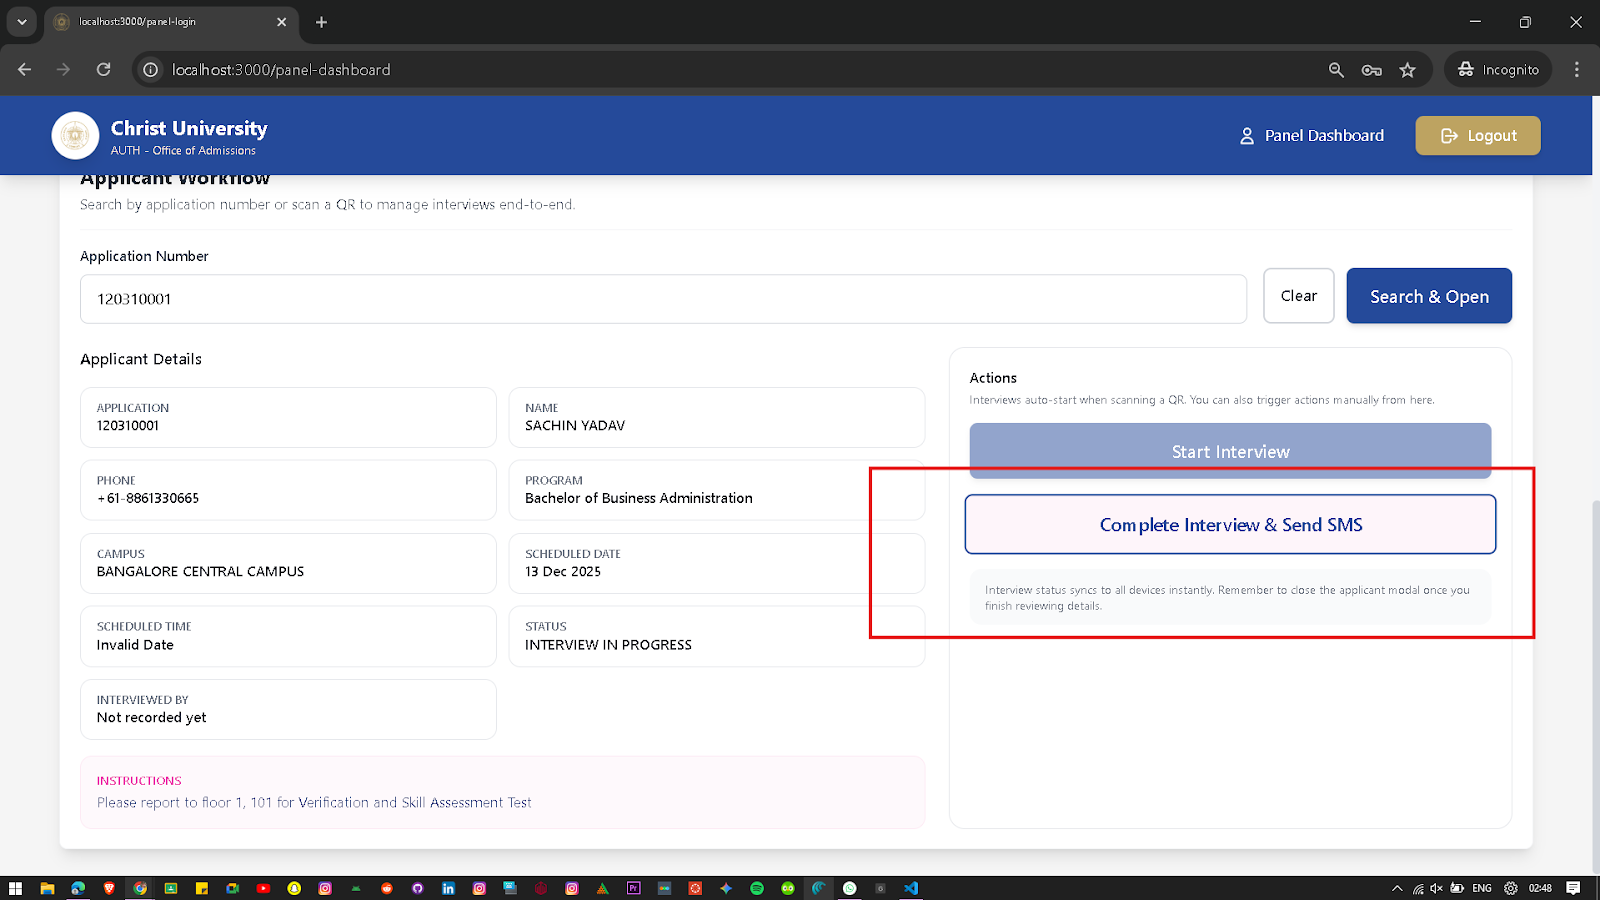 localhost:3000/panel-login
localhost:3000/panel-dashboard
Incognito
Christ University
AUTH - Office of Admissions
Panel Dashboard
Logout
Applicant Workflow
Search by application number or scan a QR to manage interviews end-to-end.
Application Number
120310001
Clear
Search & Open
Applicant Details
APPLICATION
120310001
NAME
SACHIN YADAV
PHONE
+61-8861330665
PROGRAM
Bachelor of Business Administration
CAMPUS
BANGALORE CENTRAL CAMPUS
SCHEDULED DATE
13 Dec 2025
SCHEDULED TIME
Invalid Date
STATUS
INTERVIEW IN PROGRESS
INTERVIEWED BY
Not recorded yet
INSTRUCTIONS
Please report to floor 1, 101 for Verification and Skill Assessment Test
Actions
Interviews auto-start when scanning a QR. You can also trigger actions manually from here.
Start Interview
Complete Interview & Send SMS
Interview status syncs to all devices instantly. Remember to close the applicant modal once you
finish reviewing details.
Pr
ENG
02:48